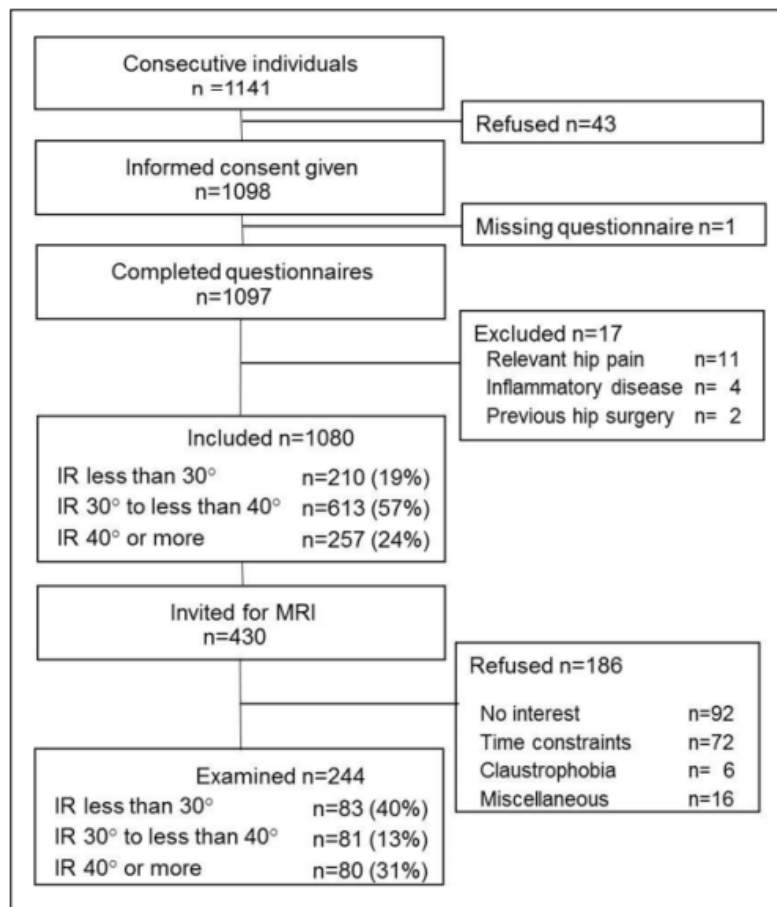 Consecutive individuals
n =1141
Refused n=43
Informed consent given
n=1098
Missing questionnaire n=1
Completed questionnaires
n=1097
Excluded n=17
Relevant hip pain n=11
Inflammatory disease n= 4
Previous hip surgery n= 2
Included n=1080
IR less than 30° n=210 (19%)
IR 30° to less than 40° n=613 (57%)
IR 40° or more n=257 (24%)
Invited for MRI
n=430
Refused n=186
No interest n=92
Time constraints n=72
Claustrophobia n= 6
Miscellaneous n=16
Examined n=244
IR less than 30° n=83 (40%)
IR 30° to less than 40° n=81 (13%)
IR 40° or more n=80 (31%)